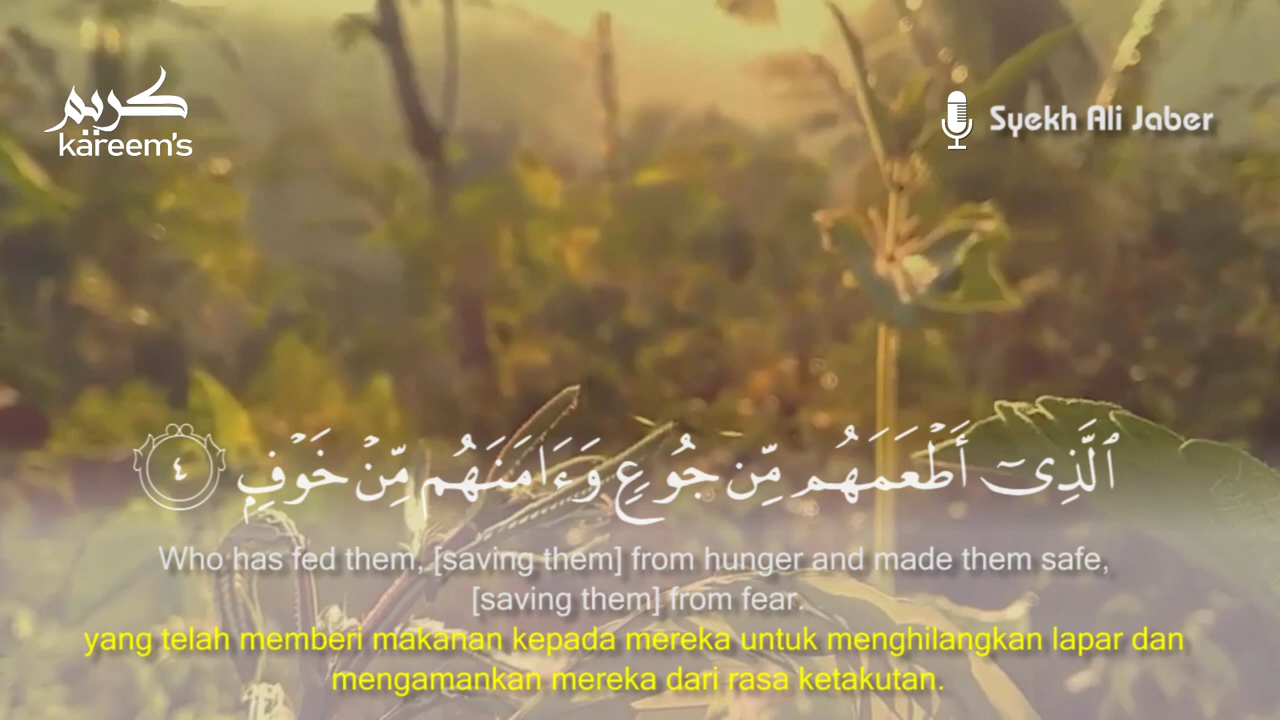 كريم
kareem's
Syekh Ali Jaber
ٱلَّذِىٓ أَطْعَمَهُم مِّن جُوعٍ وَءَامَنَهُم مِّنْ خَوْفٍۭ ٤
Who has fed them, [saving them] from hunger and made them safe,
[saving them] from fear.
yang telah memberi makanan kepada mereka untuk menghilangkan lapar dan
mengamankan mereka dari rasa ketakutan.